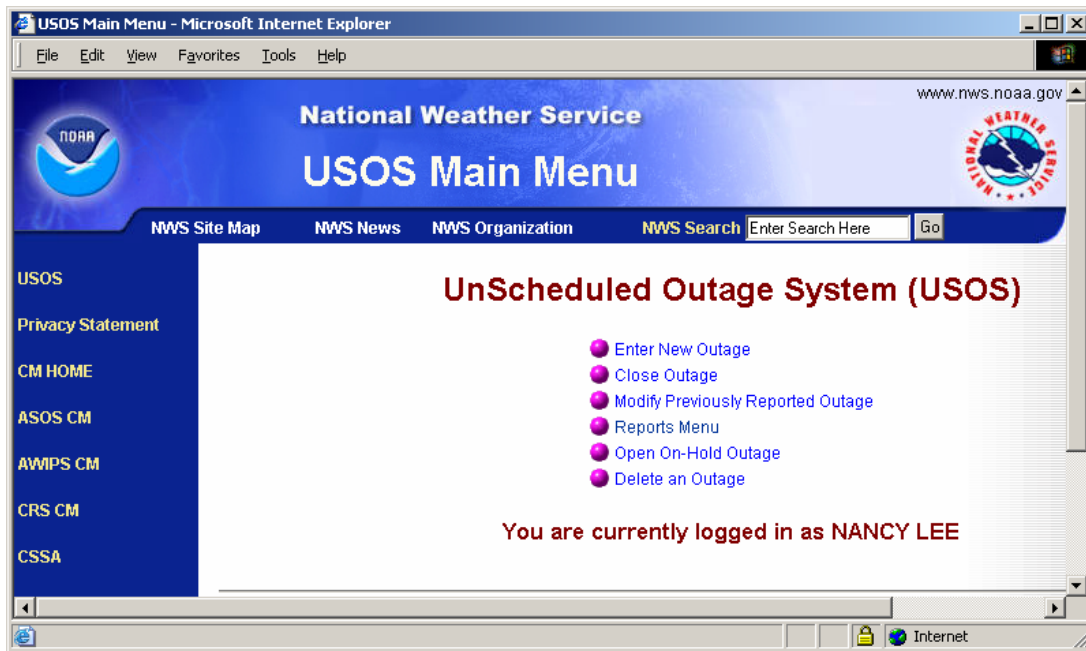 USOS Main Menu - Microsoft Internet Explorer
File Edit View Favorites Tools Help
www.nws.noaa.gov
NOAA
National Weather Service
NATIONAL WEATHER SERVICE
USOS Main Menu
NWS Site Map NWS News NWS Organization NWS Search Enter Search Here Go
USOS
Privacy Statement
CM HOME
ASOS CM
AWIPS CM
CRS CM
CSSA
UnScheduled Outage System (USOS)
Enter New Outage
Close Outage
Modify Previously Reported Outage
Reports Menu
Open On-Hold Outage
Delete an Outage
You are currently logged in as NANCY LEE
Internet